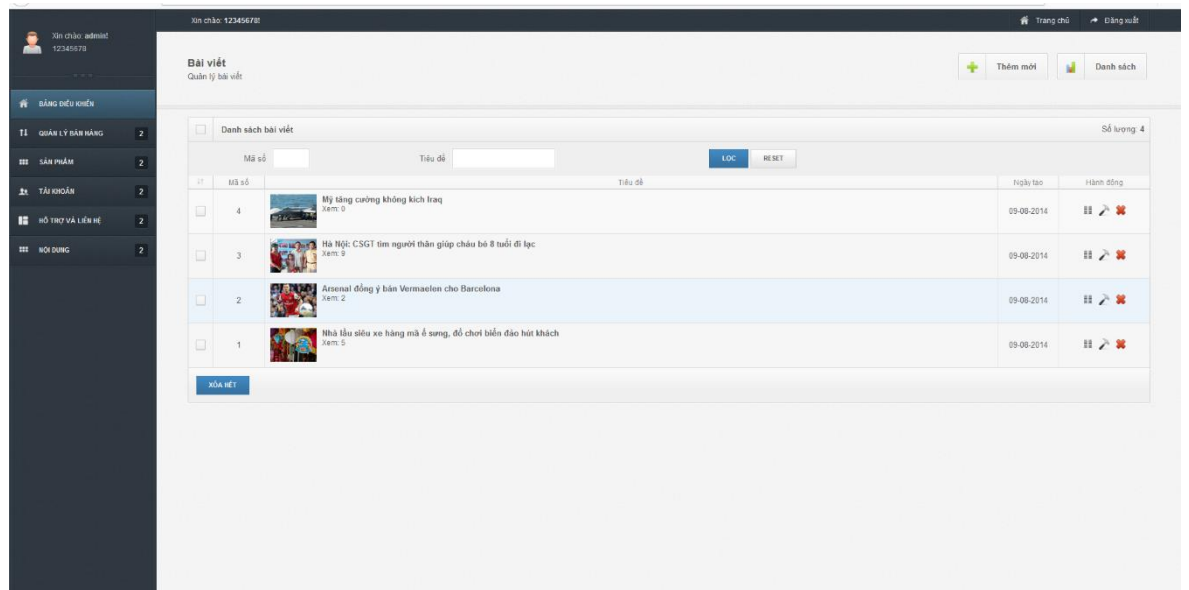 Xin chào: admin!
12345678
BẢNG ĐIỀU KHIỂN
QUẢN LÝ BÁN HÀNG 2
SẢN PHẨM 2
TÀI KHOẢN 2
HỖ TRỢ VÀ LIÊN HỆ 2
NỘI DUNG 2
Xin chào: 12345678!
Trang chủ
Đăng xuất
Bài viết
Quản lý bài viết
Thêm mới
Danh sách
Danh sách bài viết
Số lượng: 4
Mã số
Tiêu đề
LỌC
RESET
Mã số Tiêu đề Ngày tạo Hành động
4 Mỹ tăng cường không kích Iraq 09-08-2014
Xem: 0
3 Hà Nội: CSGT tìm người thân giúp cháu bé 8 tuổi đi lạc 09-08-2014
Xem: 9
2 Arsenal đồng ý bán Vermaelen cho Barcelona 09-08-2014
Xem: 2
1 Nhà lầu siêu xe hàng mã ế sưng, đồ chơi biển đảo hút khách 09-08-2014
Xem: 5
XÓA HẾT